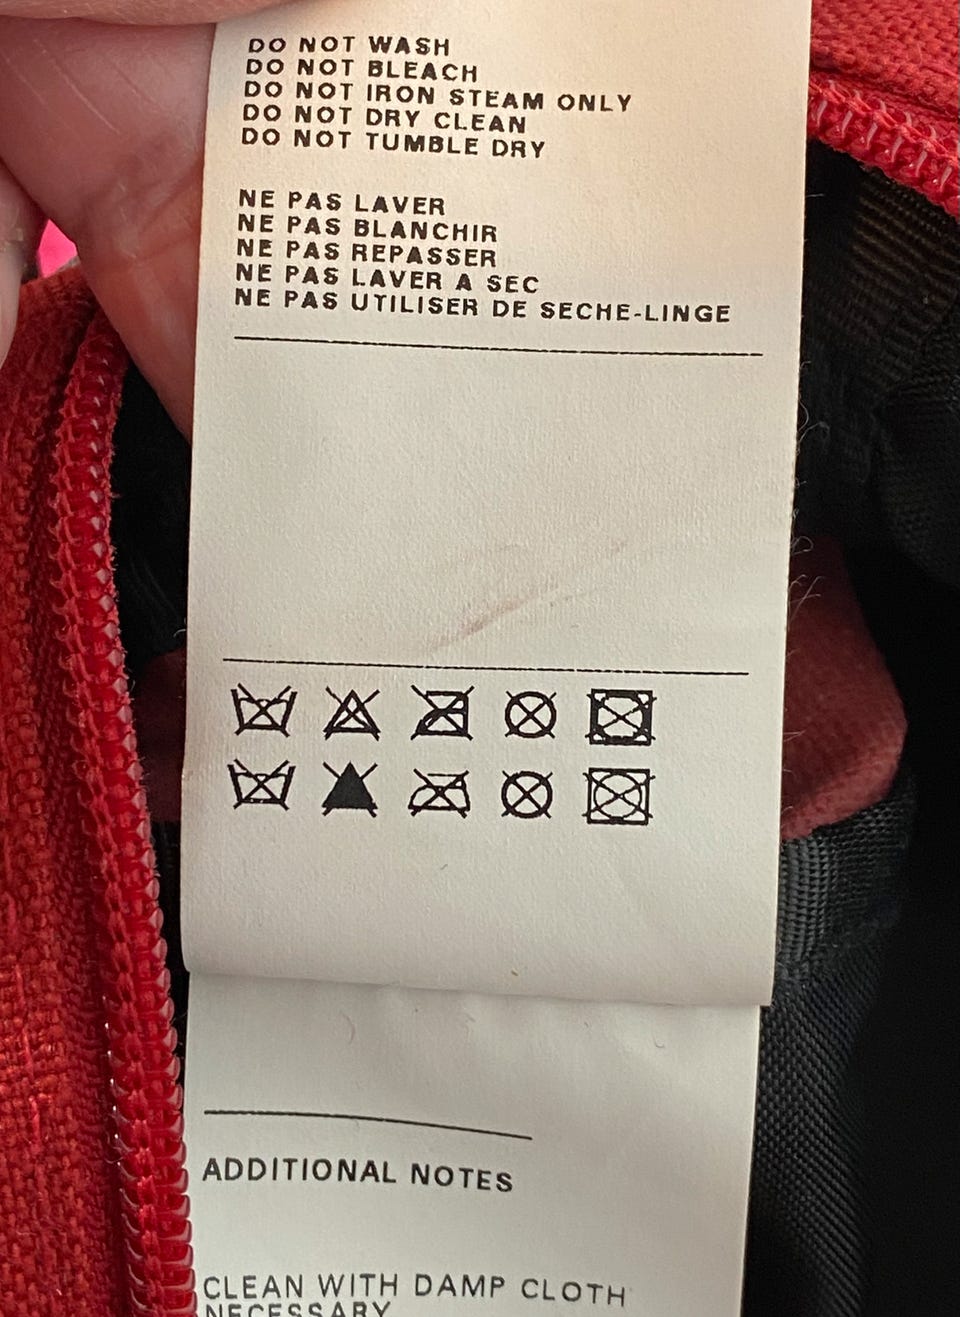 DO NOT WASH
DO NOT BLEACH
DO NOT IRON STEAM ONLY
DO NOT DRY CLEAN
DO NOT TUMBLE DRY
NE PAS LAVER
NE PAS BLANCHIR
NE PAS REPASSER
NE PAS LAVER A SEC
NE PAS UTILISER DE SECHE-LINGE
ADDITIONAL NOTES
CLEAN WITH DAMP CLOTH
NECESSARY